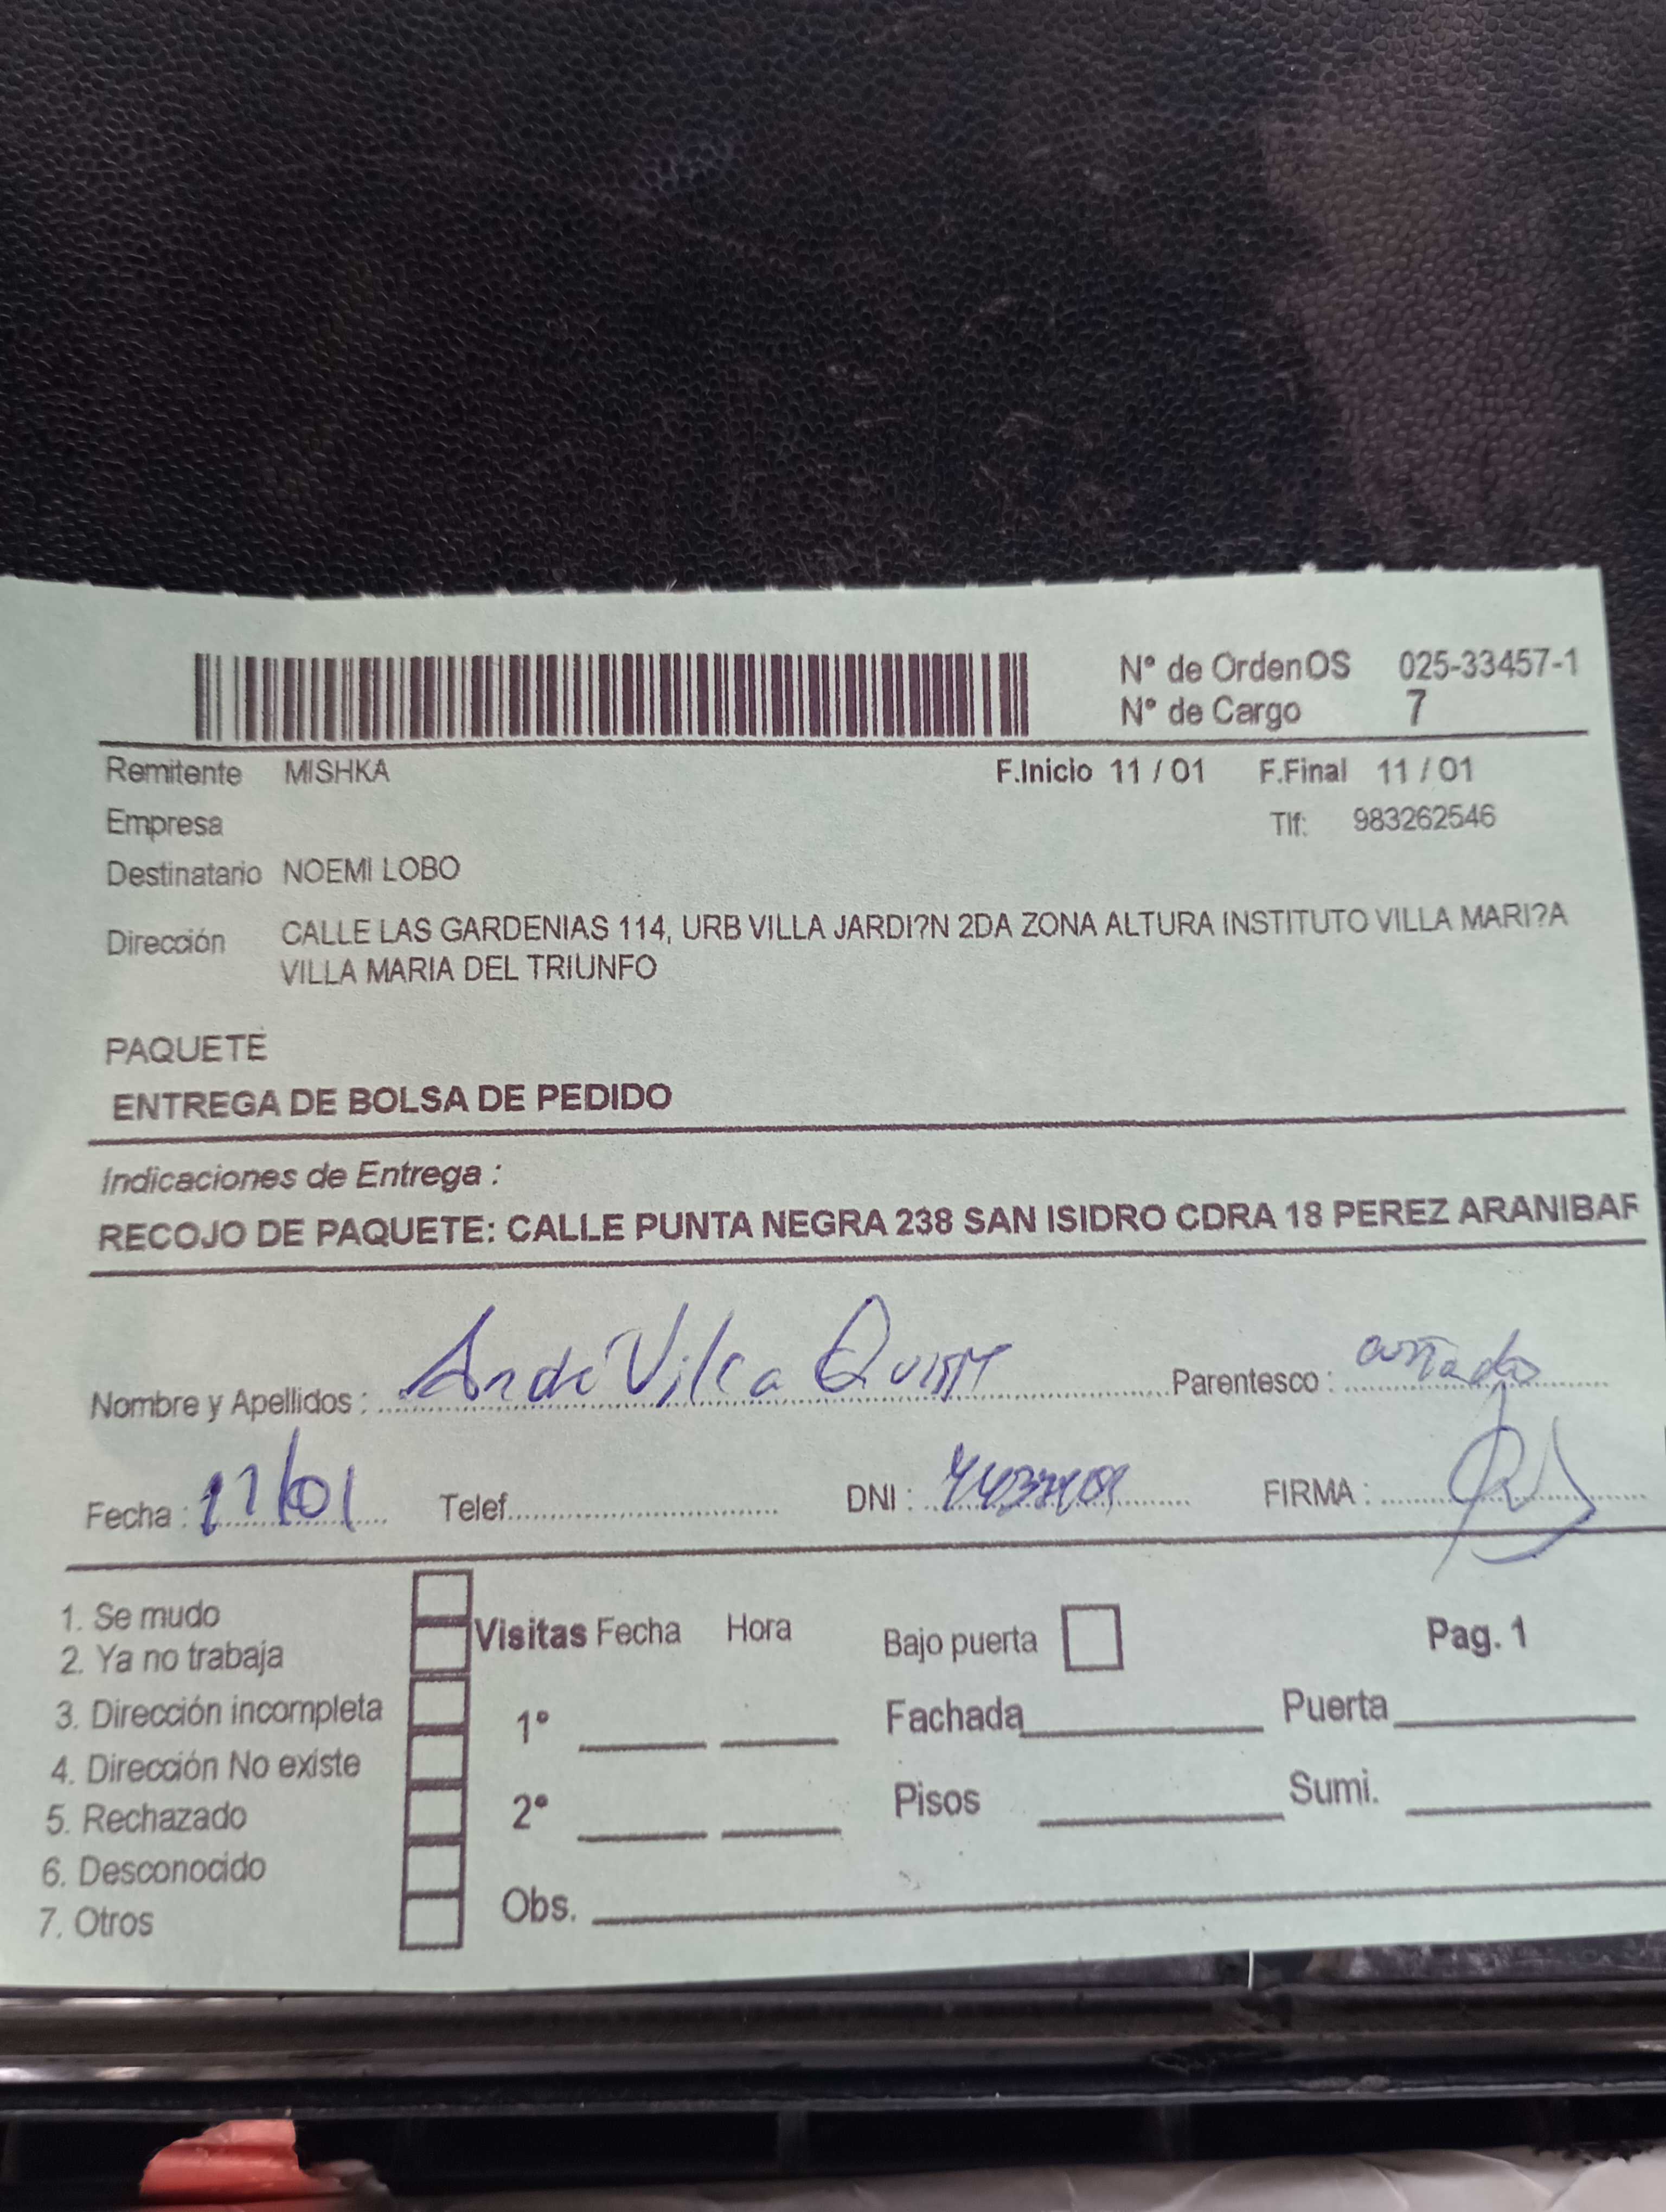 N° de OrdenOS 025-33457-1
N° de Cargo 7
Remitente MISHKA F.Inicio 11 / 01 F.Final 11 / 01
Empresa Tlf: 983262546
Destinatario NOEMI LOBO
Dirección CALLE LAS GARDENIAS 114, URB VILLA JARDI?N 2DA ZONA ALTURA INSTITUTO VILLA MARI?A
VILLA MARIA DEL TRIUNFO
PAQUETE
ENTREGA DE BOLSA DE PEDIDO
Indicaciones de Entrega :
RECOJO DE PAQUETE: CALLE PUNTA NEGRA 238 SAN ISIDRO CDRA 18 PEREZ ARANIBAR
Nombre y Apellidos : Vilca Parentesco :
Fecha : 11/01 Telef. DNI : FIRMA :
1. Se mudo
2. Ya no trabaja
3. Dirección incompleta
4. Dirección No existe
5. Rechazado
6. Desconocido
7. Otros
Visitas Fecha Hora
1°
2°
Obs.
Bajo puerta Pag. 1
Fachada Puerta
Pisos Sumi.